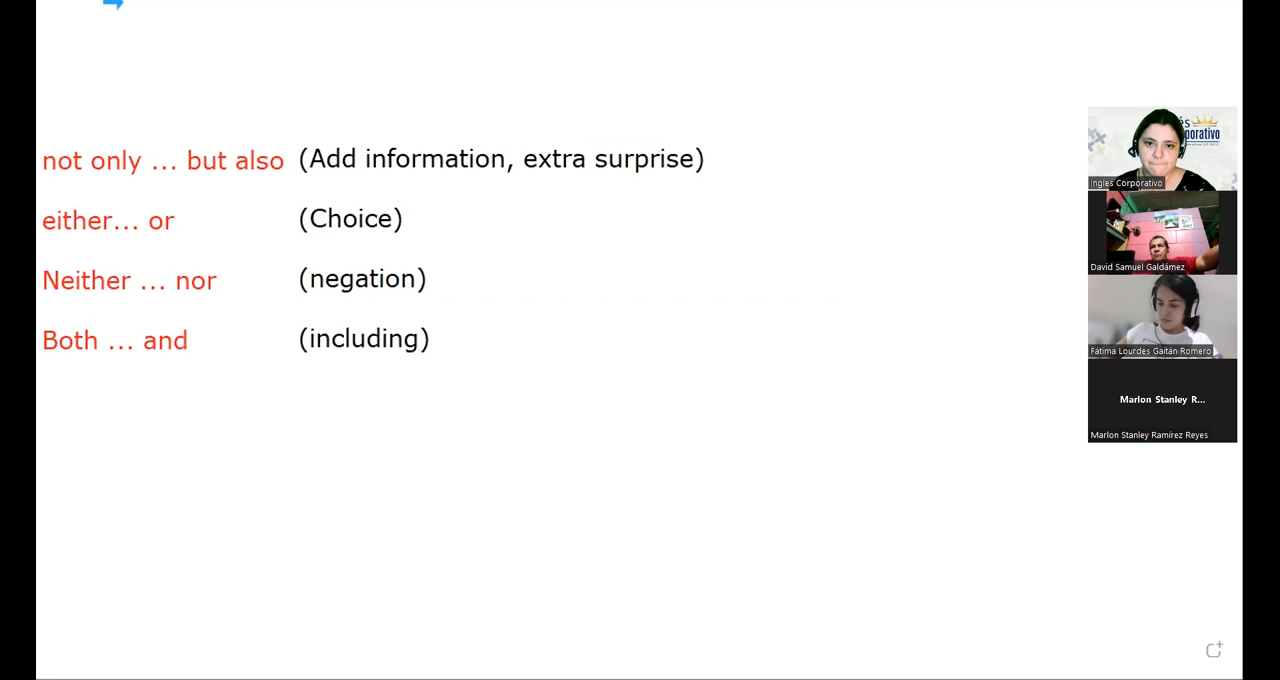 not only ... but also (Add information, extra surprise)
either... or (Choice)
Neither ... nor (negation)
Both ... and (including)
Ingles Corporativo
David Samuel Galdámez
Fátima Lourdes Gaitán Romero
Marlon Stanley R...
Marlon Stanley Ramírez Reyes